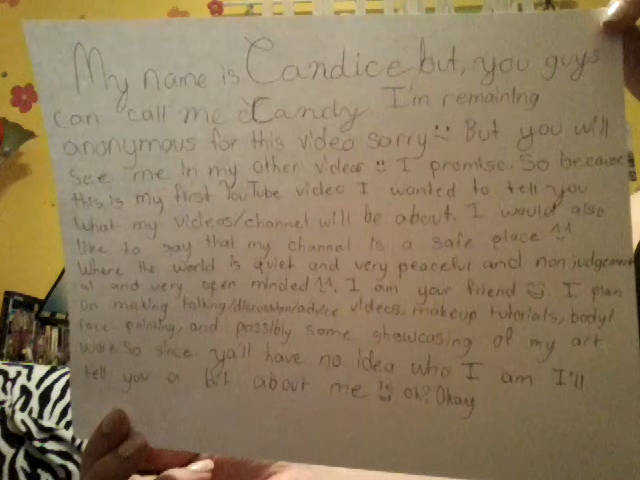 My name is Candice but, you guys
can call me Candy I'm remaining
anonymous for this video sorry :) But you will
see me in my other videos :) I promise. So because
this is my first YouTube video I wanted to tell you
what my videos/channel will be about. I would also
like to say that my channel is a safe place ^^
Where the world is quiet and very peaceful and non judgement
al and very open minded ^^. I am your friend :) I plan
on making talking/discussion/advice videos, makeup tutorials, body/
face painting, and possibly some showcasing of my art
work. So since ya'll have no idea who I am I'll
tell you a bit about me :) oh? Okay